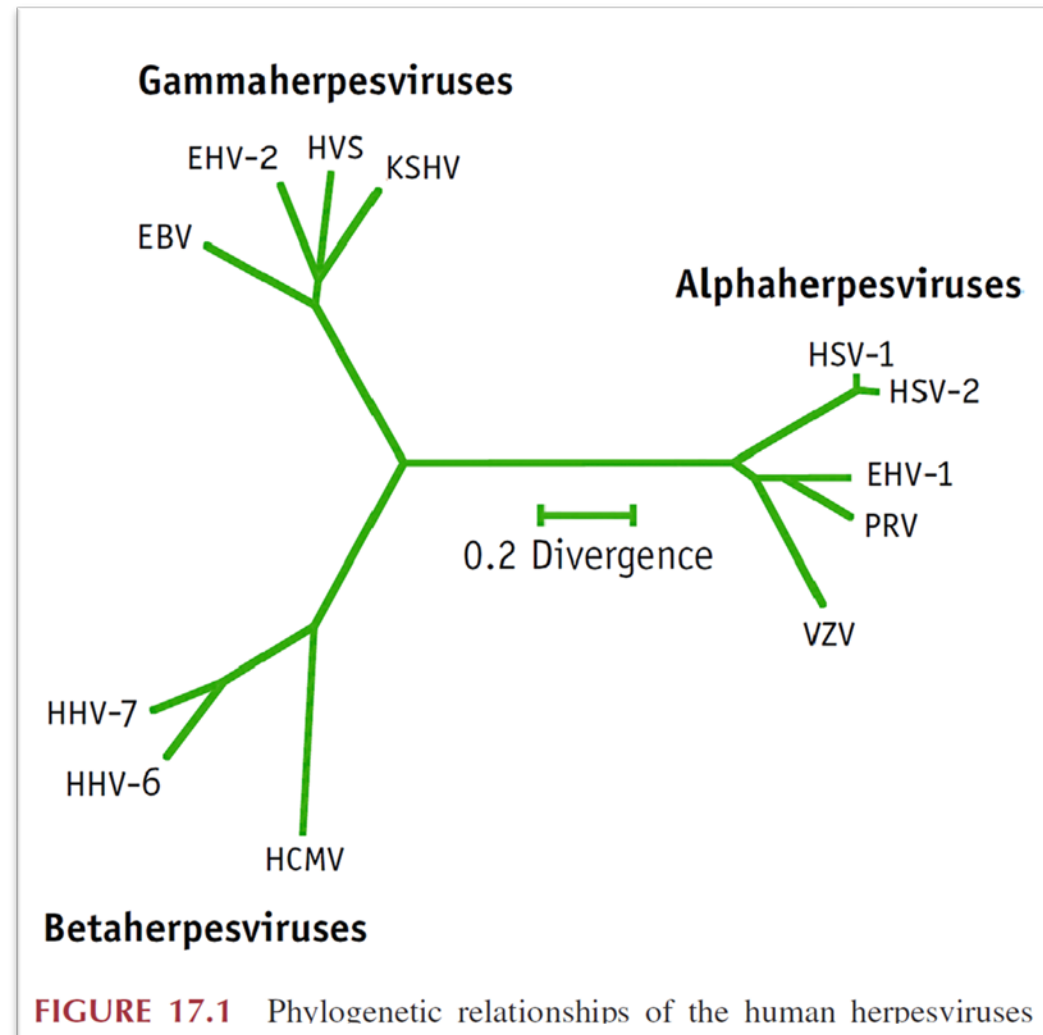 Gammaherpesviruses
EHV-2 HVS KSHV
EBV
Alphaherpesviruses
HSV-1
HSV-2
EHV-1
PRV
0.2 Divergence
VZV
HHV-7
HHV-6
HCMV
Betaherpesviruses
FIGURE 17.1 Phylogenetic relationships of the human herpesviruses